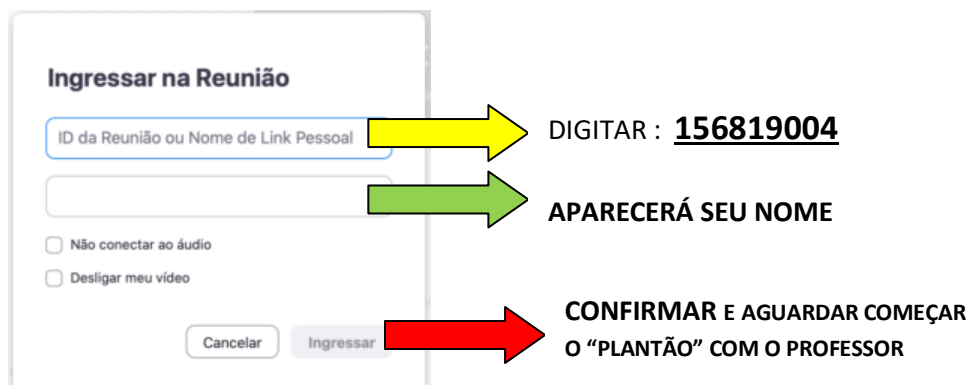 Ingressar na Reunião
ID da Reunião ou Nome de Link Pessoal
DIGITAR : 156819004
APARECERÁ SEU NOME
Não conectar ao áudio
Desligar meu vídeo
Cancelar
Ingressar
CONFIRMAR E AGUARDAR COMEÇAR
O “PLANTÃO” COM O PROFESSOR